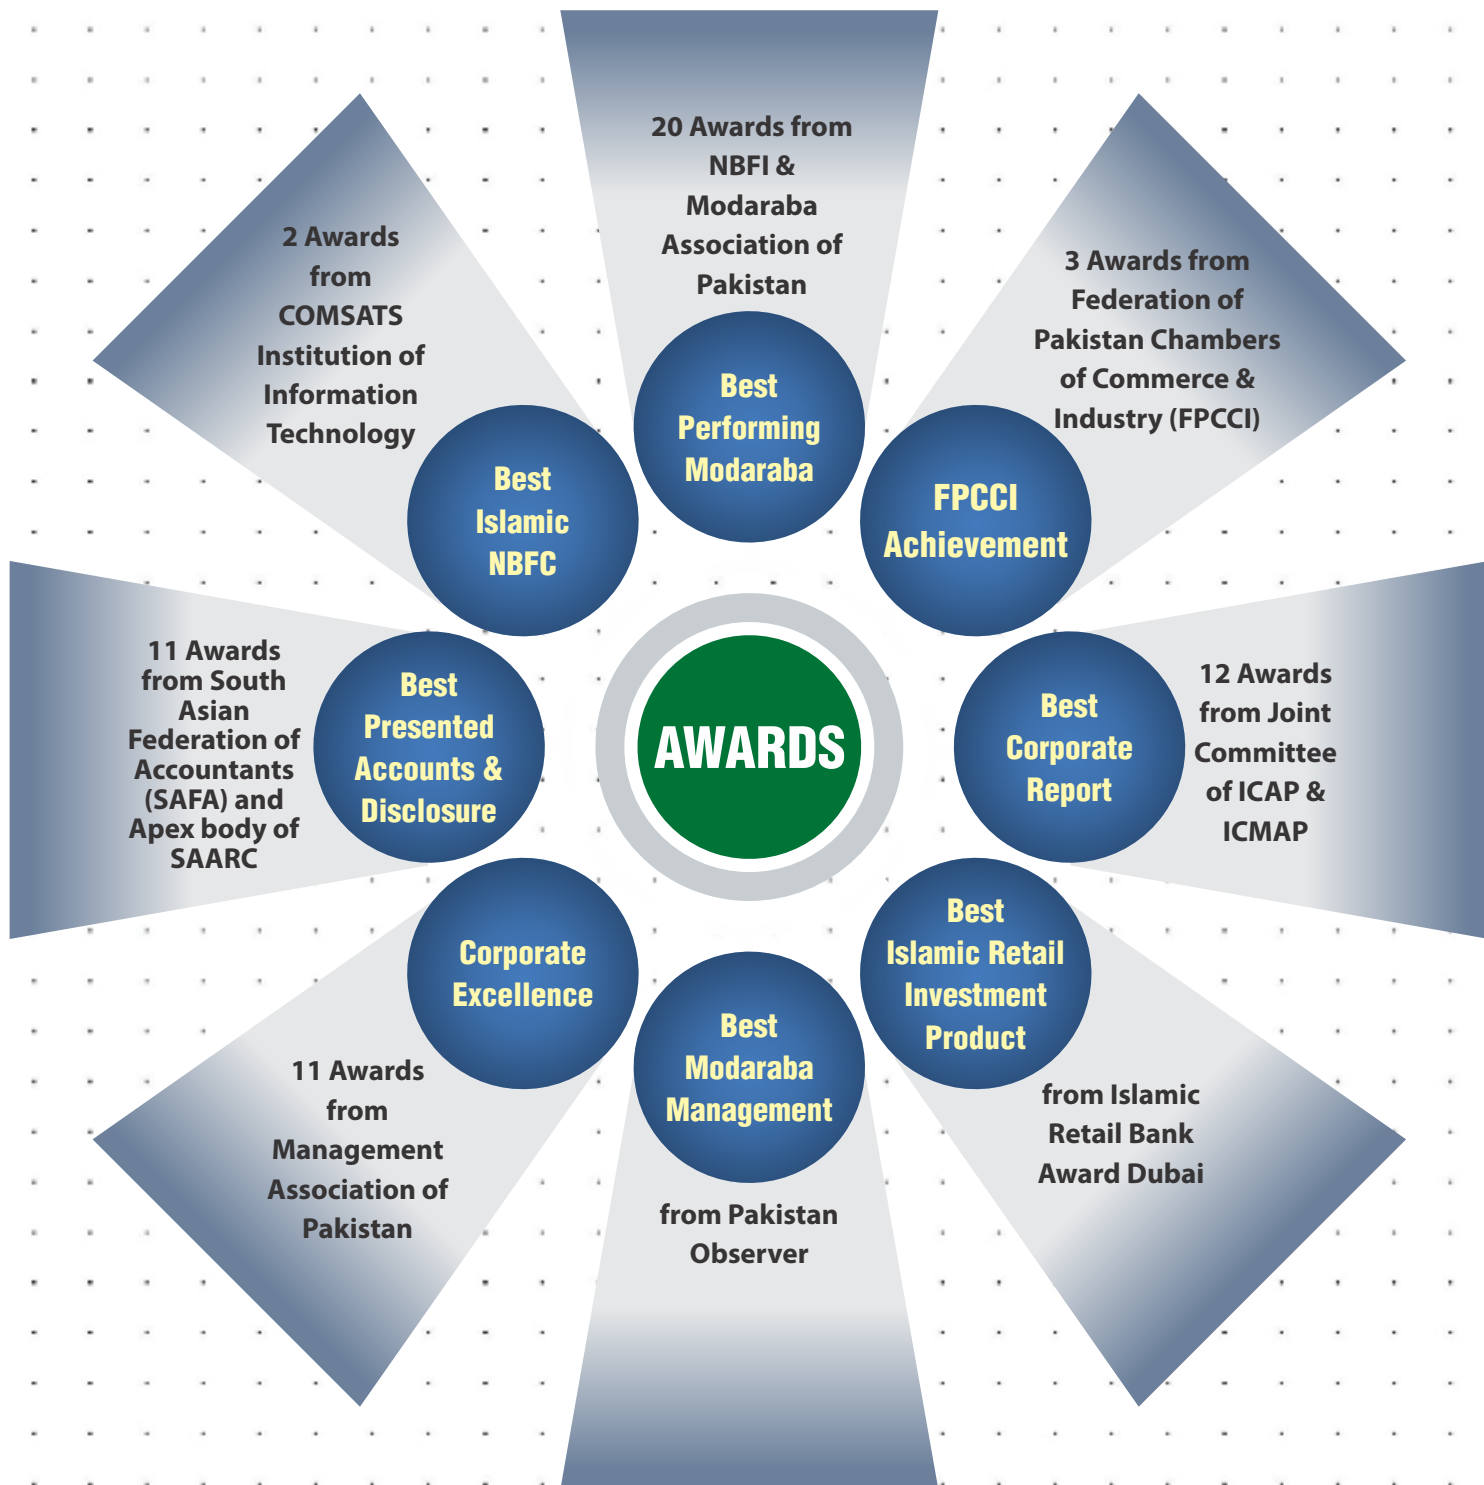 20 Awards from
NBFI &
Modaraba
Association of
Pakistan
Best
Performing
Modaraba
3 Awards from
Federation of
Pakistan Chambers
of Commerce &
Industry (FPCCI)
FPCCI
Achievement
12 Awards
from Joint
Committee
of ICAP &
ICMAP
Best
Corporate
Report
from Islamic
Retail Bank
Award Dubai
Best
Islamic Retail
Investment
Product
from Pakistan
Observer
Best
Modaraba
Management
11 Awards
from
Management
Association of
Pakistan
Corporate
Excellence
11 Awards
from South
Asian
Federation of
Accountants
(SAFA) and
Apex body of
SAARC
Best
Presented
Accounts &
Disclosure
2 Awards
from
COMSATS
Institution of
Information
Technology
Best
Islamic
NBFC
AWARDS